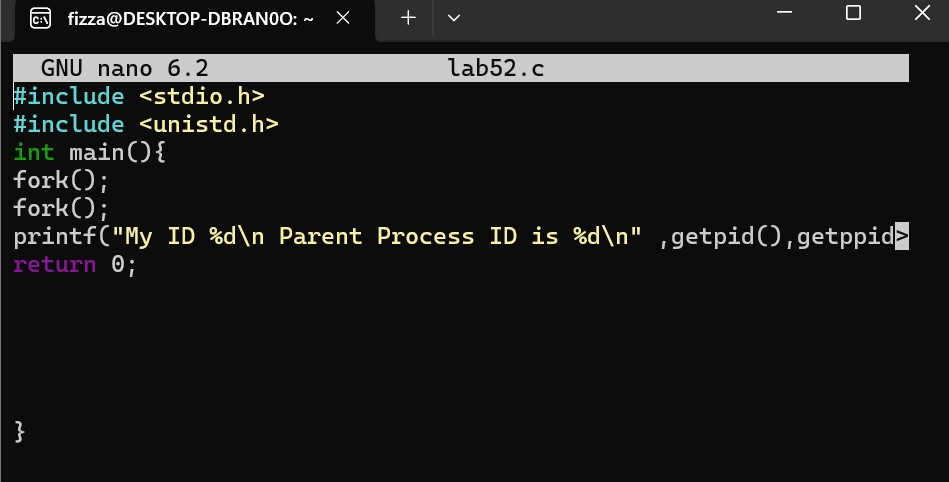 fizza@DESKTOP-DBRAN0O: ~
GNU nano 6.2 lab52.c
#include <stdio.h>
#include <unistd.h>
int main(){
fork();
fork();
printf("My ID %d\n Parent Process ID is %d\n" ,getpid(),getppid>
return 0;
}